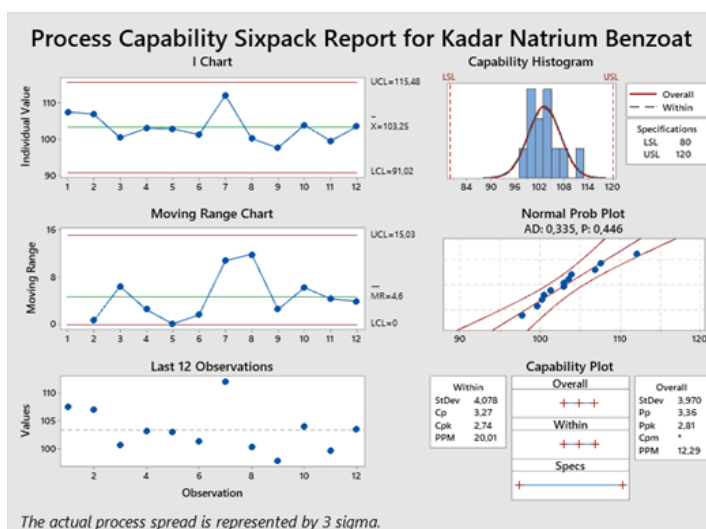 Process Capability Sixpack Report for Kadar Natrium Benzoat
I Chart
Individual Value
110
100
90
1 2 3 4 5 6 7 8 9 10 11 12
UCL=115,48
_
X=103,25
LCL=91,02
Capability Histogram
LSL USL
84 96 102 108 114 120
Overall
Within
Specifications
LSL 80
USL 120
Moving Range Chart
Moving Range
16
8
0
1 2 3 4 5 6 7 8 9 10 11 12
UCL=15,03
__
MR=4,6
LCL=0
Normal Prob Plot
AD: 0,335, P: 0,446
90 100 110 120
Last 12 Observations
Values
110
105
100
2 4 6 8 10 12
Observation
Capability Plot
Within
StDev 4,078
Cp 3,27
Cpk 2,74
PPM 20,01
Overall
Within
Specs
Overall
StDev 3,970
Pp 3,36
Ppk 2,81
Cpm *
PPM 12,29
The actual process spread is represented by 3 sigma.